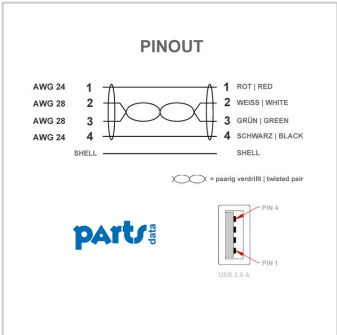 PINOUT
AWG 24 1 1 ROT | RED
AWG 28 2 2 WEISS | WHITE
AWG 28 3 3 GRÜN | GREEN
AWG 24 4 4 SCHWARZ | BLACK
SHELL SHELL
= paarig verdrillt | twisted pair
PIN 4
parts data
PIN 1
USB 2.0 A